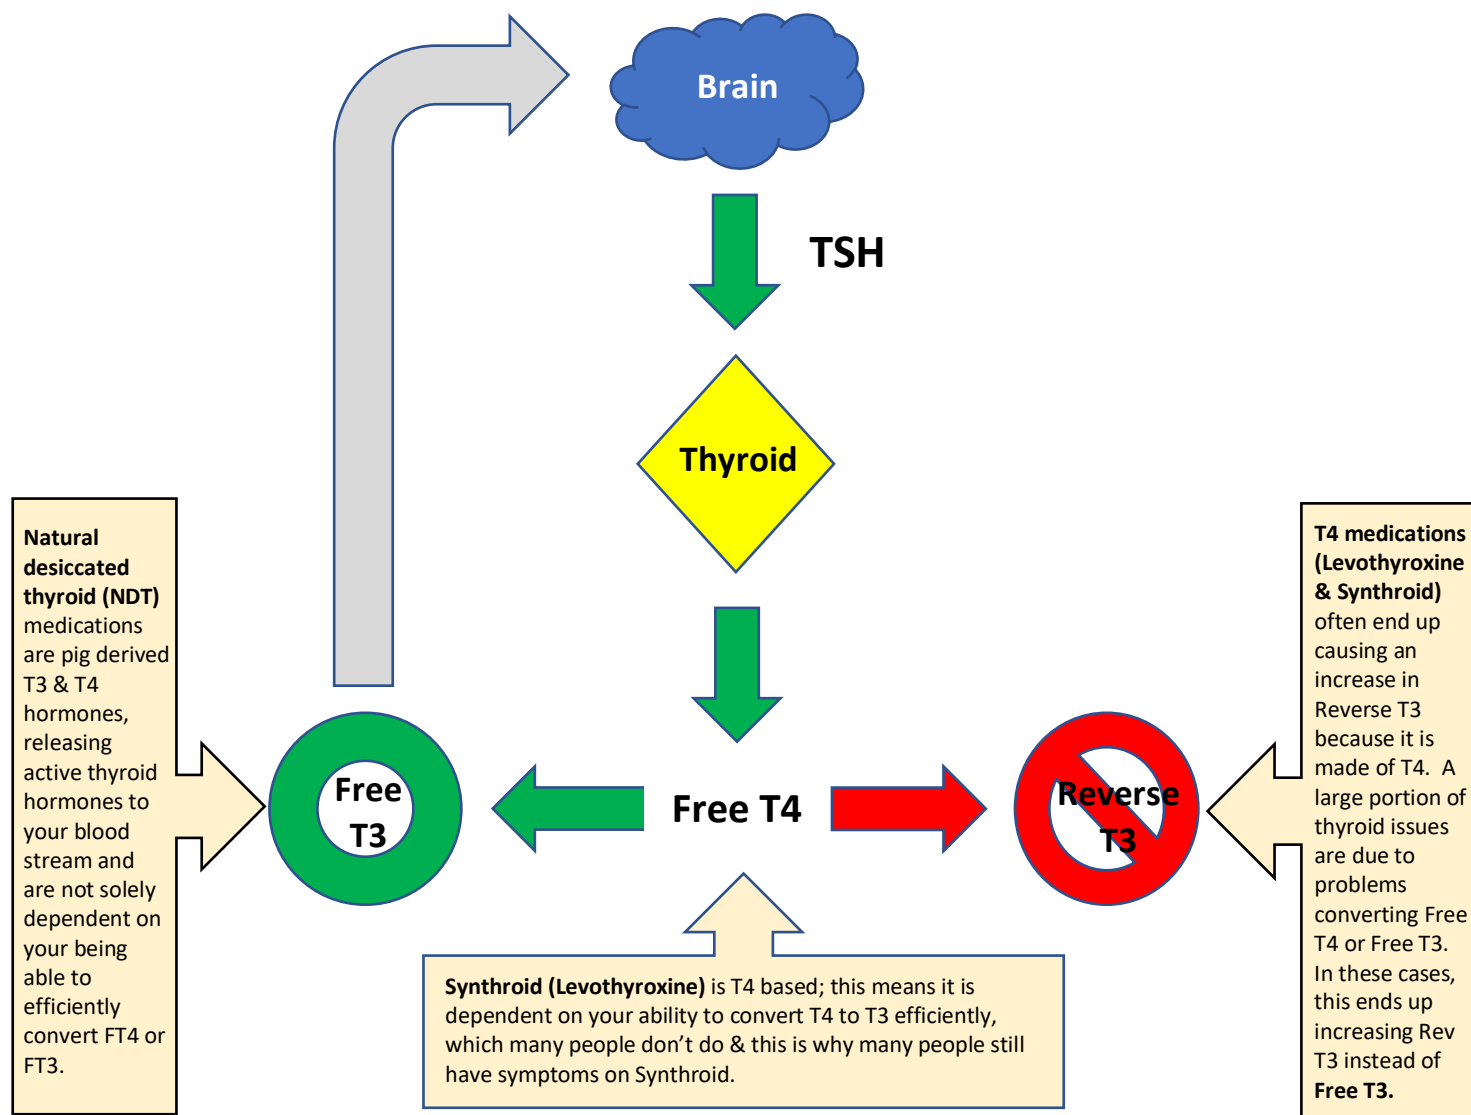 Brain
TSH
Thyroid
Natural
desiccated
thyroid (NDT)
medications
are pig derived
T3 & T4
hormones,
releasing
active thyroid
hormones to
your blood
stream and
are not solely
dependent on
your being
able to
efficiently
convert FT4 or
FT3.
Free
T3
Free T4
Reverse
T3
T4 medications
(Levothyroxine
& Synthroid)
often end up
causing an
increase in
Reverse T3
because it is
made of T4. A
large portion of
thyroid issues
are due to
problems
converting Free
T4 or Free T3.
In these cases,
this ends up
increasing Rev
T3 instead of
Free T3.
Synthroid (Levothyroxine) is T4 based; this means it is
dependent on your ability to convert T4 to T3 efficiently,
which many people don’t do & this is why many people still
have symptoms on Synthroid.